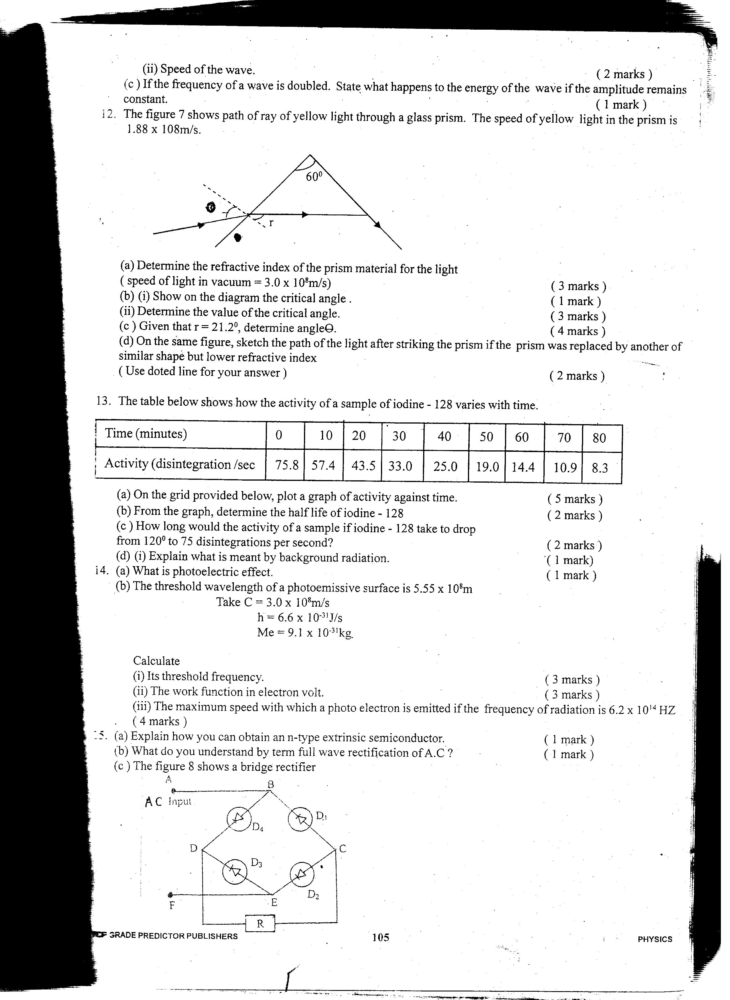 (ii) Speed of the wave. ( 2 marks )
(c ) If the frequency of a wave is doubled. State what happens to the energy of the wave if the amplitude remains
constant. ( 1 mark )
12. The figure 7 shows path of ray of yellow light through a glass prism. The speed of yellow light in the prism is
1.88 x 108m/s.
60⁰
r
(a) Determine the refractive index of the prism material for the light
( speed of light in vacuum = 3.0 x 10⁸m/s) ( 3 marks )
(b) (i) Show on the diagram the critical angle . ( 1 mark )
(ii) Determine the value of the critical angle. ( 3 marks )
(c ) Given that r = 21.2⁰, determine angleΘ. ( 4 marks )
(d) On the same figure, sketch the path of the light after striking the prism if the prism was replaced by another of
similar shape but lower refractive index
( Use doted line for your answer ) ( 2 marks )
13. The table below shows how the activity of a sample of iodine - 128 varies with time.
Time (minutes) 0 10 20 30 40 50 60 70 80
Activity (disintegration /sec 75.8 57.4 43.5 33.0 25.0 19.0 14.4 10.9 8.3
(a) On the grid provided below, plot a graph of activity against time. ( 5 marks )
(b) From the graph, determine the half life of iodine - 128 ( 2 marks )
(c ) How long would the activity of a sample if iodine - 128 take to drop
from 120⁰ to 75 disintegrations per second? ( 2 marks )
(d) (i) Explain what is meant by background radiation. ( 1 mark)
14. (a) What is photoelectric effect. ( 1 mark )
(b) The threshold wavelength of a photoemissive surface is 5.55 x 10⁸m
Take C = 3.0 x 10⁸m/s
h = 6.6 x 10⁻³¹J/s
Me = 9.1 x 10⁻³¹kg.
Calculate
(i) Its threshold frequency. ( 3 marks )
(ii) The work function in electron volt. ( 3 marks )
(iii) The maximum speed with which a photo electron is emitted if the frequency of radiation is 6.2 x 10¹⁴ HZ
( 4 marks )
5. (a) Explain how you can obtain an n-type extrinsic semiconductor. ( 1 mark )
(b) What do you understand by term full wave rectification of A.C ? ( 1 mark )
(c ) The figure 8 shows a bridge rectifier
A
B
AC Input
D₁
D₄
D
C
D₃
D₂
F
E
R
GRADE PREDICTOR PUBLISHERS 105 PHYSICS